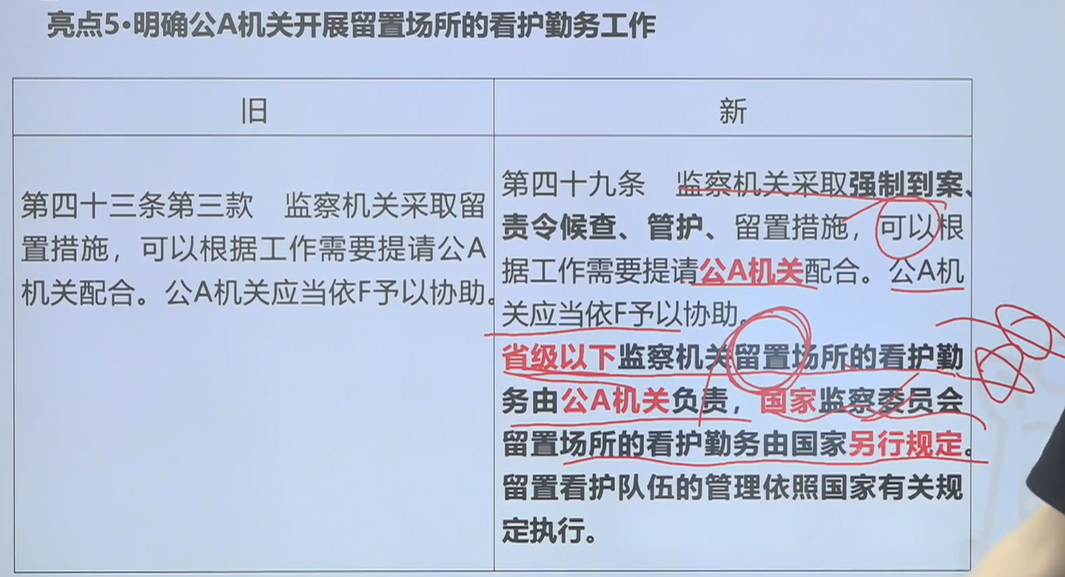 亮点5•明确公A机关开展留置场所的看护勤务工作
旧
新
第四十三条第三款 监察机关采取留
置措施，可以根据工作需要提请公A
机关配合。公A机关应当依F予以协助。
第四十九条 监察机关采取强制到案、
责令候查、管护、留置措施，可以根
据工作需要提请公A机关配合。公A机
关应当依F予以协助。
省级以下监察机关留置场所的看护勤
务由公A机关负责，国家监察委员会
留置场所的看护勤务由国家另行规定。
留置看护队伍的管理依照国家有关规
定执行。